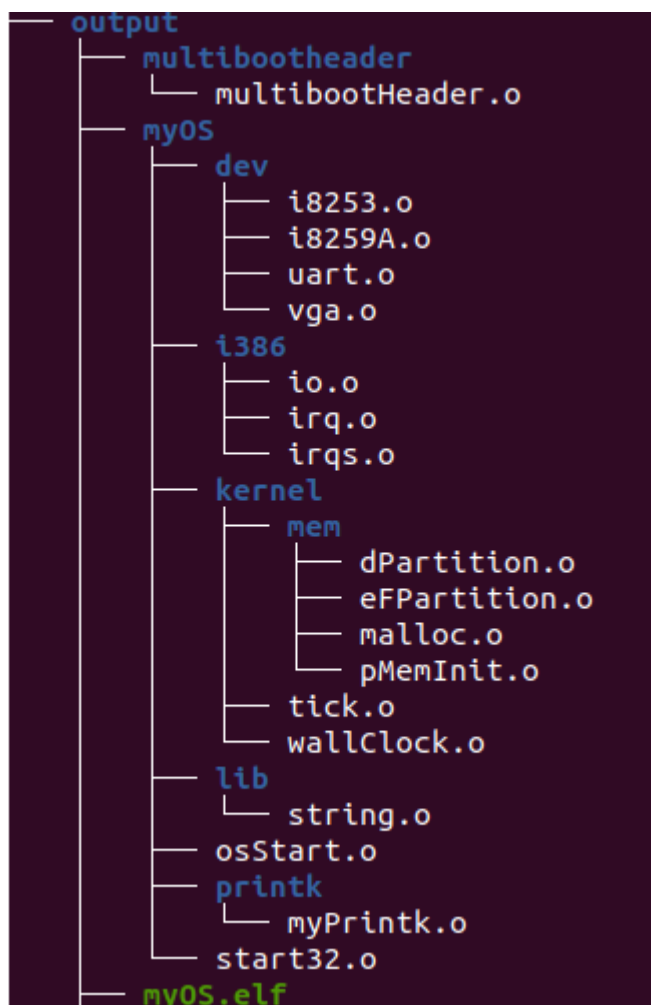 output
multibootheader
multibootHeader.o
myOS
dev
i8253.o
i8259A.o
uart.o
vga.o
i386
io.o
irq.o
irqs.o
kernel
mem
dPartition.o
eFPartition.o
malloc.o
pMemInit.o
tick.o
wallClock.o
lib
string.o
osStart.o
printk
myPrintk.o
start32.o
myOS.elf